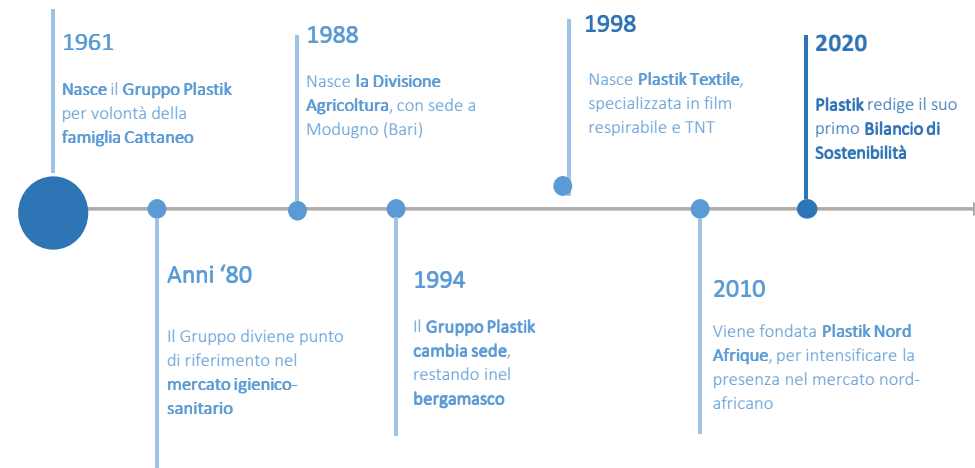 1961
Nasce il Gruppo Plastik
per volontà della
famiglia Cattaneo
Anni ‘80
Il Gruppo diviene punto
di riferimento nel
mercato igienico-
sanitario
1988
Nasce la Divisione
Agricoltura, con sede a
Modugno (Bari)
1994
Il Gruppo Plastik
cambia sede,
restando inel
bergamasco
1998
Nasce Plastik Textile,
specializzata in film
respirabile e TNT
2010
Viene fondata Plastik Nord
Afrique, per intensificare la
presenza nel mercato nord-
africano
2020
Plastik redige il suo
primo Bilancio di
Sostenibilità